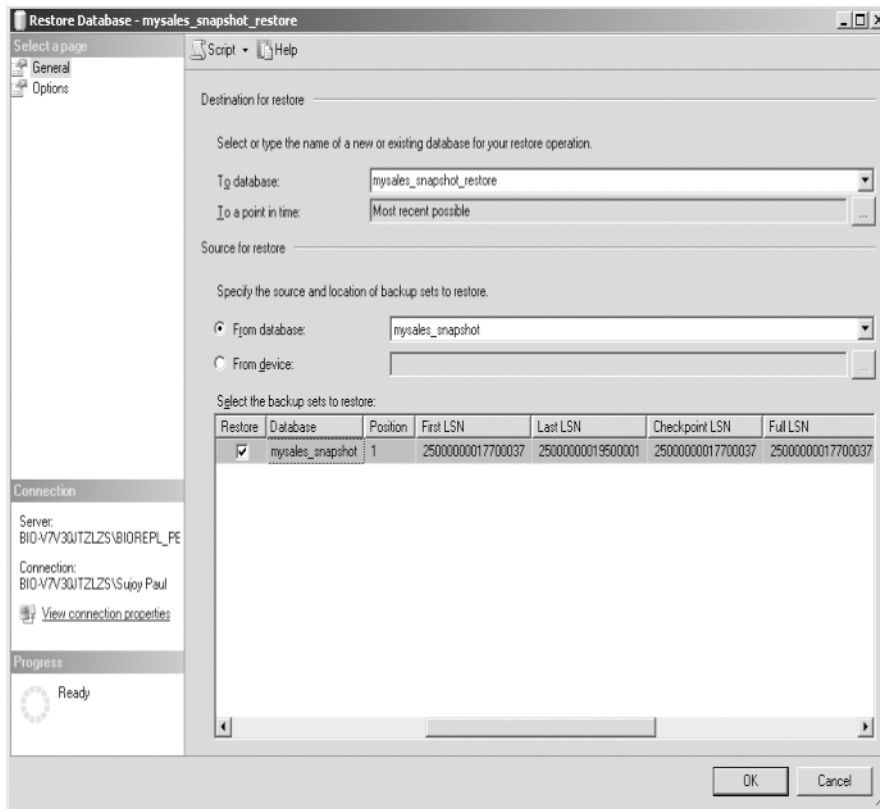 Restore Database - mysales_snapshot_restore
Select a page
General
Options
Script
Help
Destination for restore
Select or type the name of a new or existing database for your restore operation.
To database:
mysales_snapshot_restore
To a point in time:
Most recent possible
...
Source for restore
Specify the source and location of backup sets to restore.
From database:
mysales_snapshot
From device:
...
Select the backup sets to restore:
Restore Database Position First LSN Last LSN Checkpoint LSN Full LSN
mysales_snapshot 1 25000000017700037 25000000019500001 25000000017700037 25000000017700037
Connection
Server:
BIO-V7V30JTZLZS\BIOREPL_PE
Connection:
BIO-V7V30JTZLZS\Sujoy Paul
View connection properties
Progress
Ready
OK
Cancel